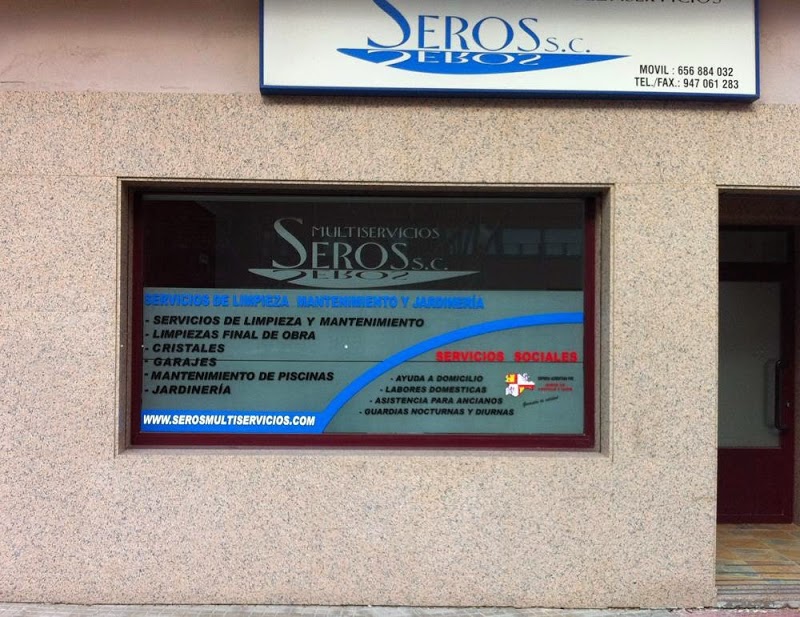 SEROS S.C.
MOVIL : 656 884 032
TEL./FAX.: 947 061 283
MULTISERVICIOS
SEROS S.C.
SERVICIOS DE LIMPIEZA MANTENIMIENTO Y JARDINERÍA
- SERVICIOS DE LIMPIEZA Y MANTENIMIENTO
- LIMPIEZAS FINAL DE OBRA
- CRISTALES
- GARAJES
- MANTENIMIENTO DE PISCINAS
- JARDINERÍA
WWW.SEROSMULTISERVICIOS.COM
SERVICIOS SOCIALES
- AYUDA A DOMICILIO
- LABORES DOMESTICAS
- ASISTENCIA PARA ANCIANOS
- GUARDIAS NOCTURNAS Y DIURNAS